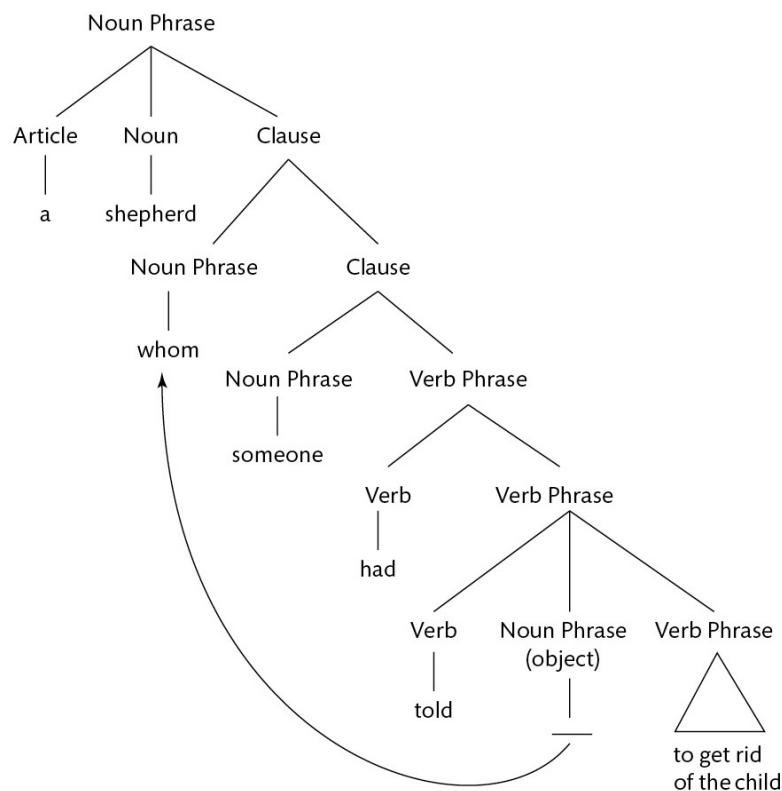 Noun Phrase
Article Noun Clause
a shepherd
Noun Phrase Clause
whom
Noun Phrase Verb Phrase
someone
Verb Verb Phrase
had
Verb Noun Phrase Verb Phrase
(object)
told
to get rid
of the child